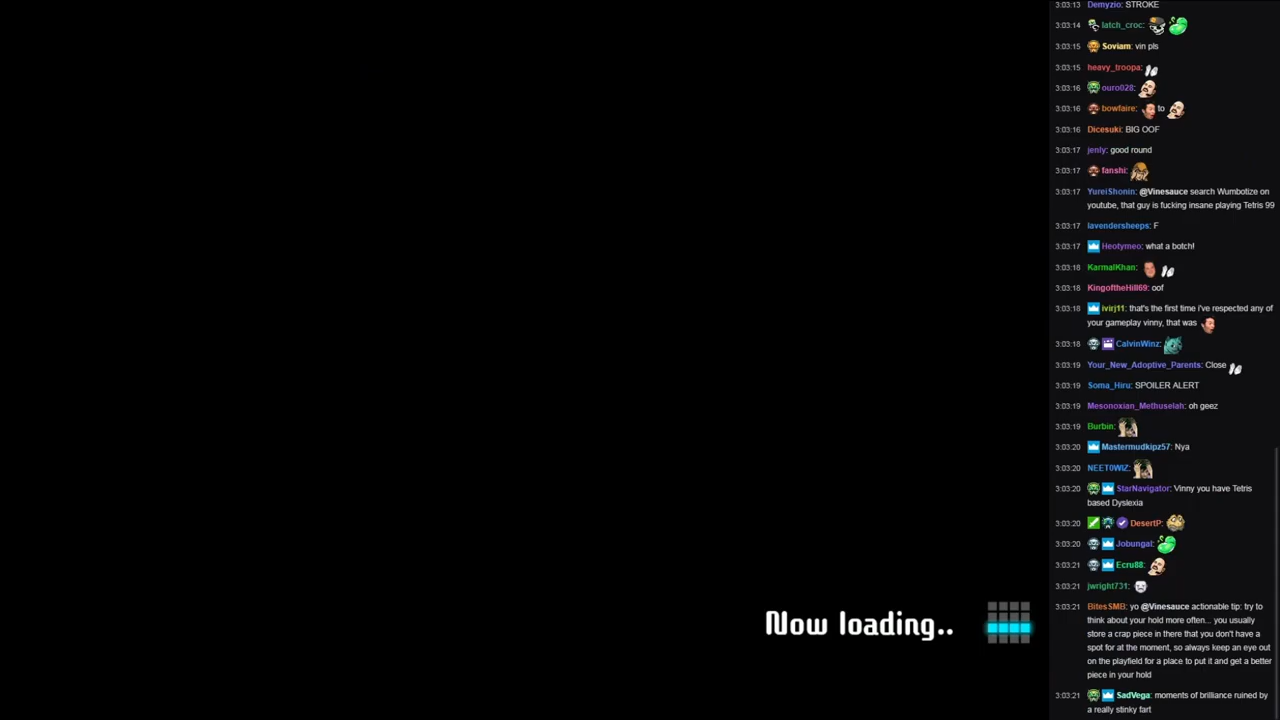 3:03:13 Demyzio: STROKE
3:03:14 latch_croc:
3:03:15 Soviam: vin pls
3:03:15 heavy_troopa:
3:03:16 ouro028:
3:03:16 bowfaire: to
3:03:16 Dicesuki: BIG OOF
3:03:17 jenly: good round
3:03:17 fanshi:
3:03:17 YureiShonin: @Vinesauce search Wumbotize on
youtube, that guy is fucking insane playing Tetris 99
3:03:17 lavendersheeps: F
3:03:17 Heotymeo: what a botch!
3:03:18 KarmalKhan:
3:03:18 KingoftheHill69: oof
3:03:18 ivirj11: that's the first time i've respected any of
your gameplay vinny, that was
3:03:18 CalvinWinz:
3:03:19 Your_New_Adoptive_Parents: Close
3:03:19 Soma_Hiru: SPOILER ALERT
3:03:19 Mesonoxian_Methuselah: oh geez
3:03:19 Burbin:
3:03:20 Mastermudkipz57: Nya
3:03:20 NEET0WIZ:
3:03:20 StarNavigator: Vinny you have Tetris
based Dyslexia
3:03:20 DesertP:
3:03:20 Jobungal:
3:03:21 Ecru88:
3:03:21 jwright731:
3:03:21 BitesSMB: yo @Vinesauce actionable tip: try to
think about your hold more often... you usually
store a crap piece in there that you don't have a
spot for at the moment, so always keep an eye out
on the playfield for a place to put it and get a better
piece in your hold
3:03:21 SadVega: moments of brilliance ruined by
a really stinky fart
Now loading..